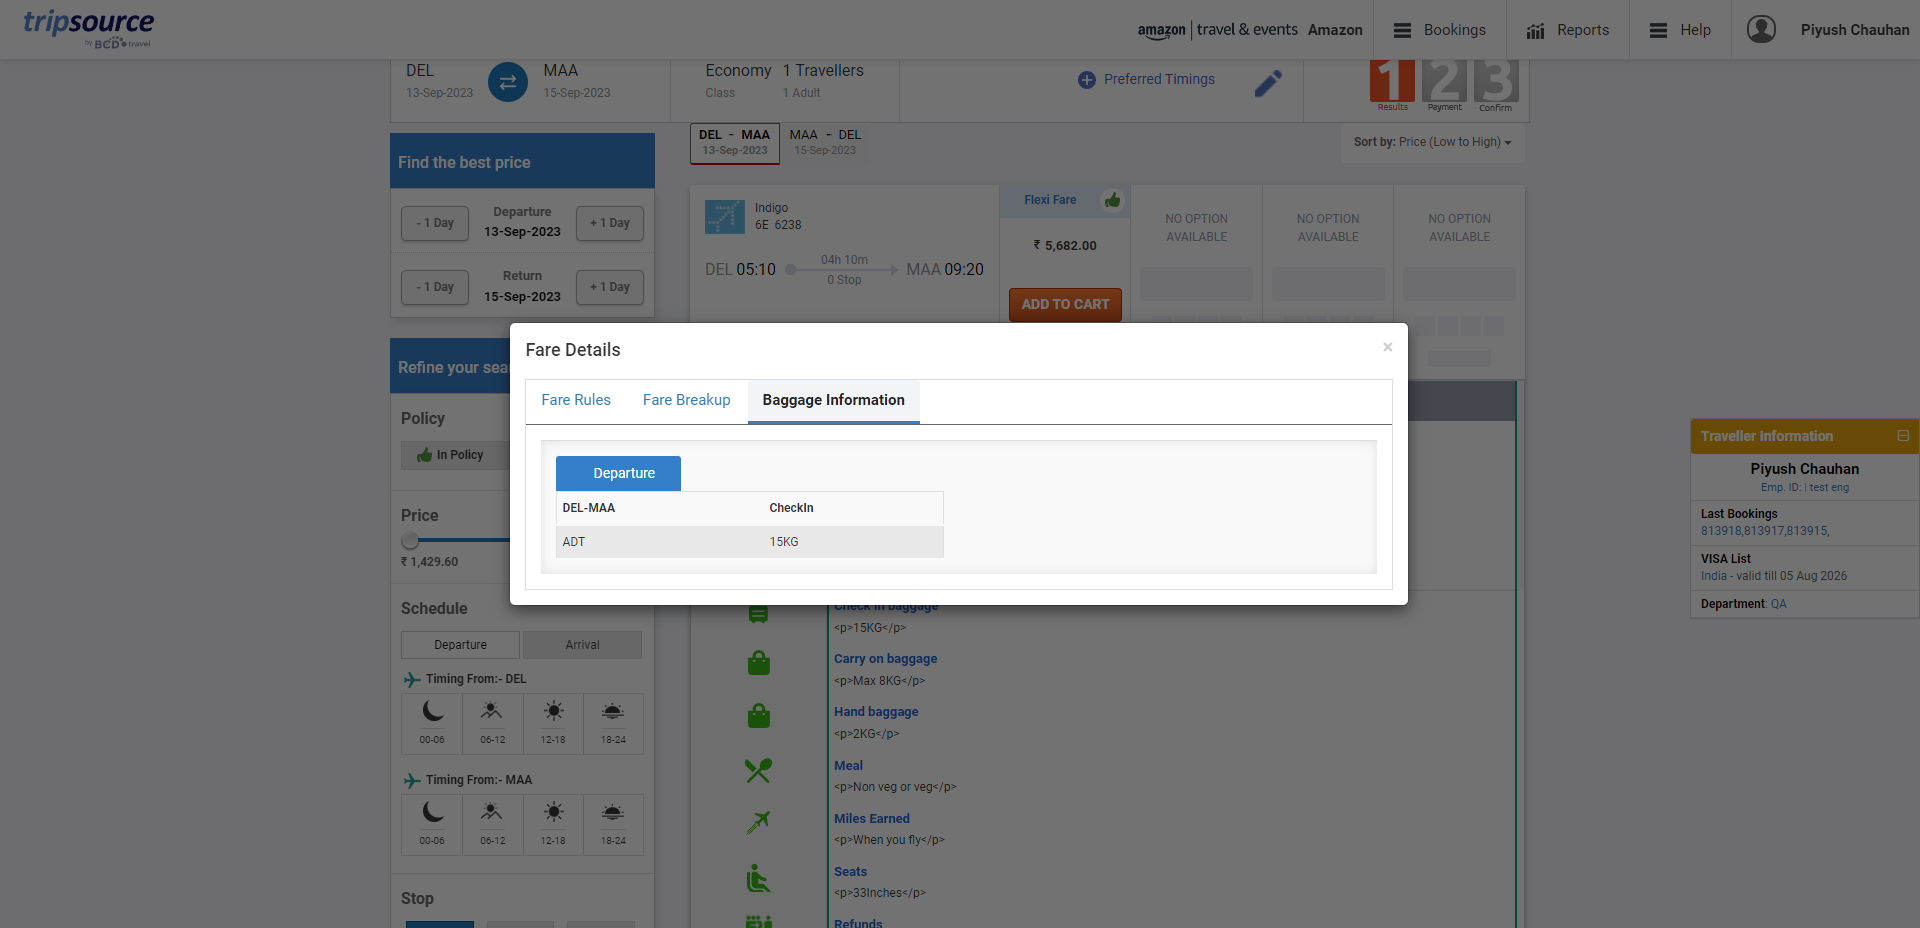 tripsource
by BCD travel
amazon | travel & events Amazon
Bookings
Reports
Help
Piyush Chauhan
DEL
13-Sep-2023
MAA
15-Sep-2023
Economy
Class
1 Travellers
1 Adult
Preferred Timings
1 2 3
Results Payment Confirm
Find the best price
- 1 Day
Departure
13-Sep-2023
+ 1 Day
- 1 Day
Return
15-Sep-2023
+ 1 Day
DEL - MAA
13-Sep-2023
MAA - DEL
15-Sep-2023
Sort by: Price (Low to High)
Indigo
6E 6238
DEL 05:10
04h 10m
0 Stop
MAA 09:20
Flexi Fare
₹ 5,682.00
ADD TO CART
NO OPTION
AVAILABLE
NO OPTION
AVAILABLE
NO OPTION
AVAILABLE
Refine your sea
Policy
In Policy
Price
₹ 1,429.60
Schedule
Departure
Arrival
Timing From:- DEL
00-06
06-12
12-18
18-24
Timing From:- MAA
00-06
06-12
12-18
18-24
Stop
Fare Details
×
Fare Rules
Fare Breakup
Baggage Information
Departure
DEL-MAA CheckIn
ADT 15KG
Check in baggage
<p>15KG</p>
Carry on baggage
<p>Max 8KG</p>
Hand baggage
<p>2KG</p>
Meal
<p>Non veg or veg</p>
Miles Earned
<p>When you fly</p>
Seats
<p>33Inches</p>
Refunds
Traveller Information
Piyush Chauhan
Emp. ID: | test eng
Last Bookings
813918,813917,813915,
VISA List
India - valid till 05 Aug 2026
Department: QA